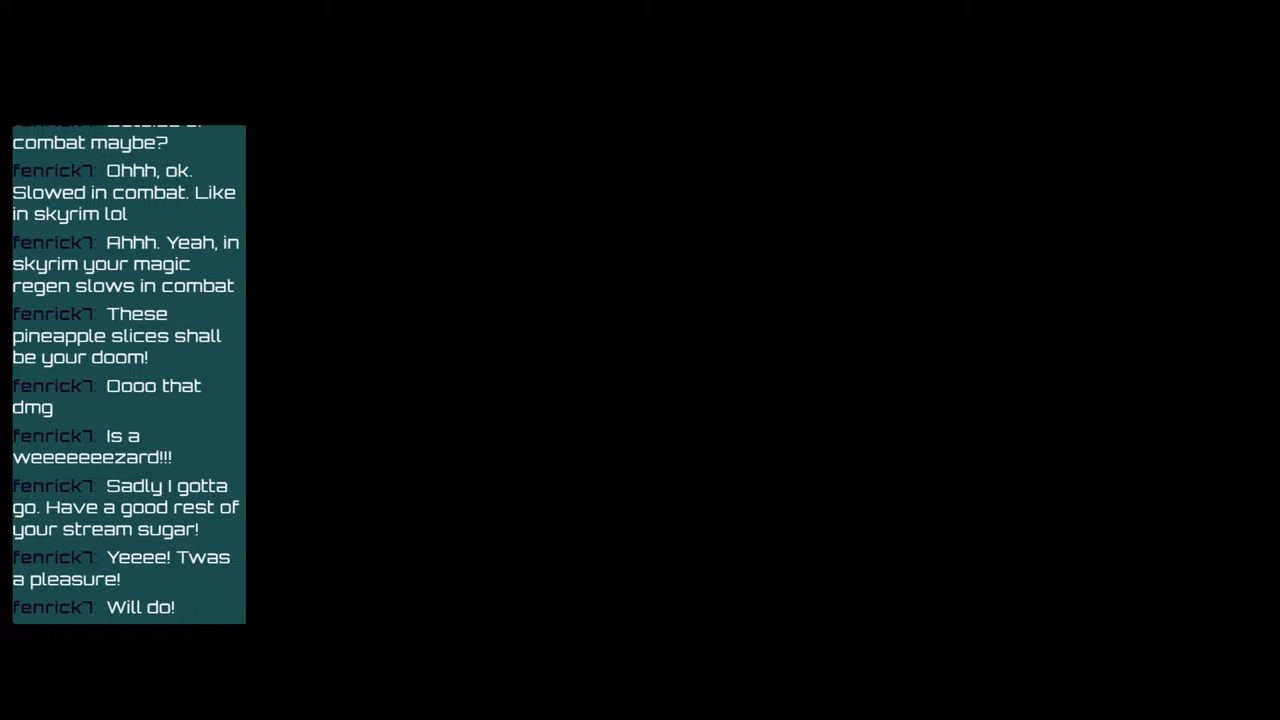 combat maybe?
fenrick7: Ohhh, ok.
Slowed in combat. Like
in skyrim lol
fenrick7: Ahhh. Yeah, in
skyrim your magic
regen slows in combat
fenrick7: These
pineapple slices shall
be your doom!
fenrick7: Oooo that
dmg
fenrick7: Is a
weeeeeeezard!!!
fenrick7: Sadly I gotta
go. Have a good rest of
your stream sugar!
fenrick7: Yeeee! Twas
a pleasure!
fenrick7: Will do!